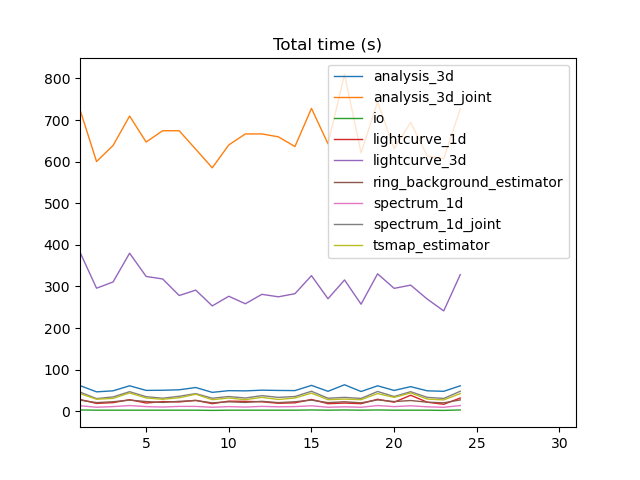 Total time (s)
800
700
600
500
400
300
200
100
0
5
10
15
20
25
30
analysis_3d
analysis_3d_joint
io
lightcurve_1d
lightcurve_3d
ring_background_estimator
spectrum_1d
spectrum_1d_joint
tsmap_estimator